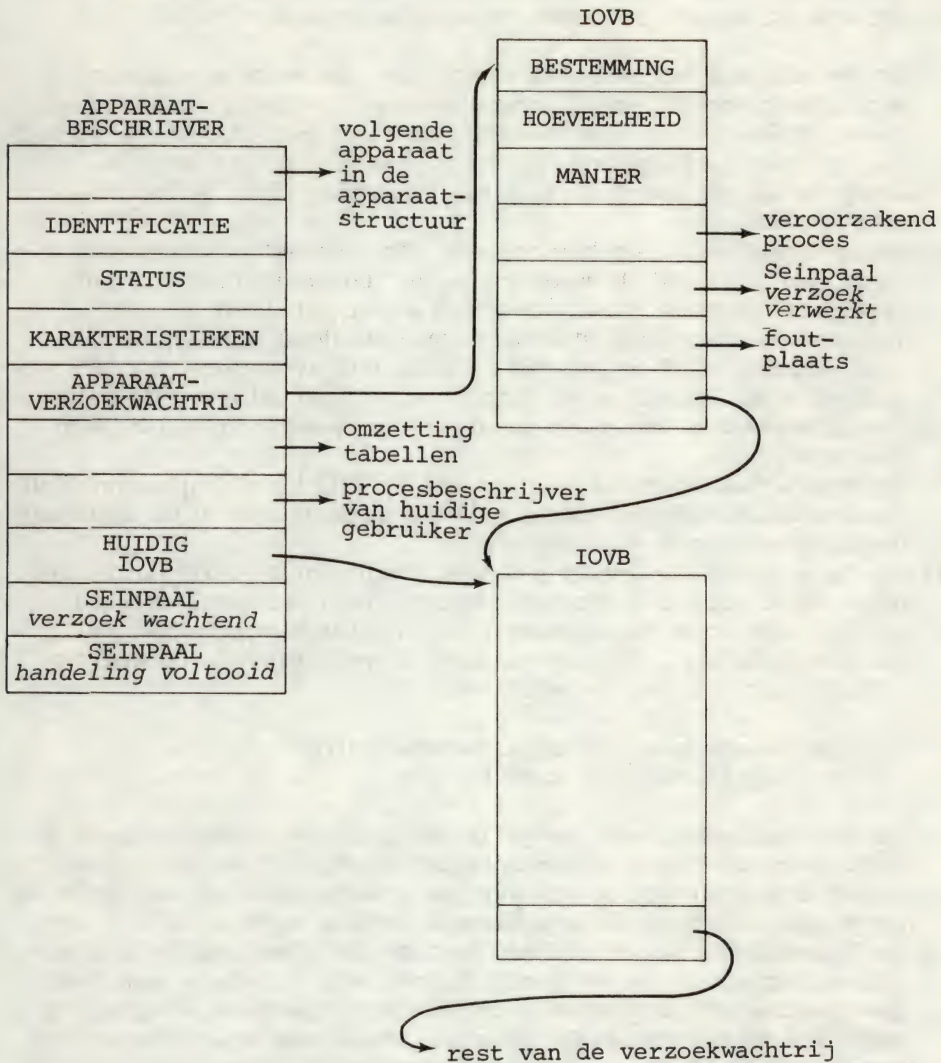 IOVB
BESTEMMING
HOEVEELHEID
MANIER
veroorzakend
proces
Seinpaal
verzoek
verwerkt
fout-
plaats
APPARAAT-
BESCHRIJVER
volgende
apparaat
in de
apparaat-
structuur
IDENTIFICATIE
STATUS
KARAKTERISTIEKEN
APPARAAT-
VERZOEKWACHTRIJ
omzetting
tabellen
procesbeschrijver
van huidige
gebruiker
HUIDIG
IOVB
SEINPAAL
verzoek wachtend
SEINPAAL
handeling voltooid
IOVB
rest van de verzoekwachtrij